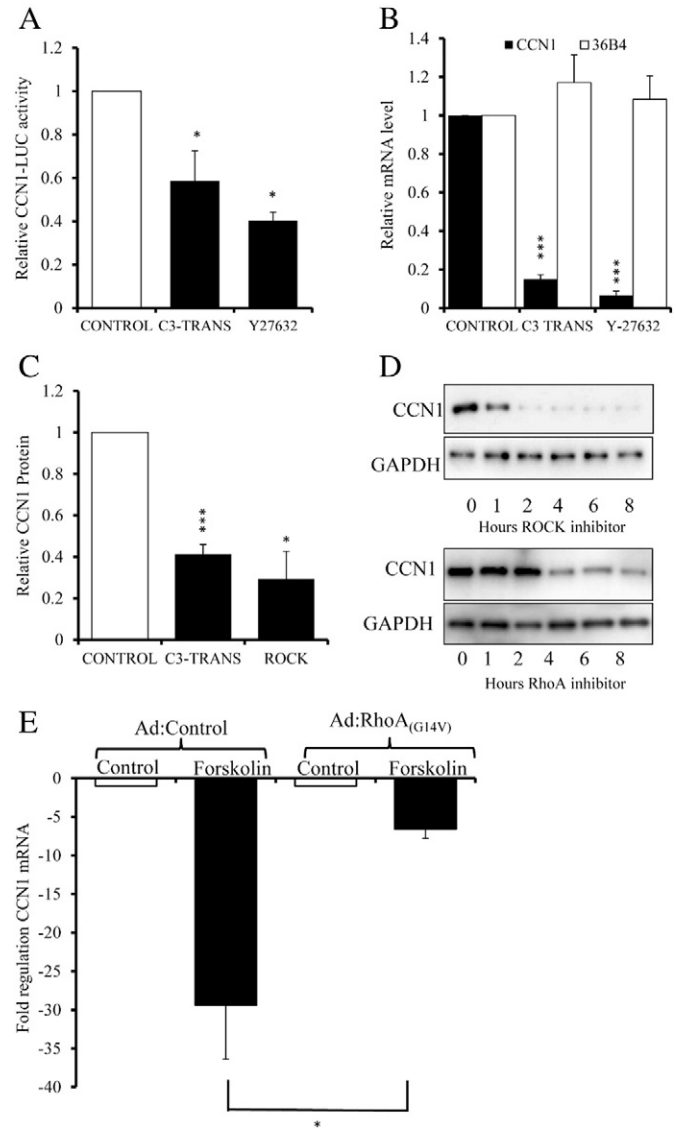 A
Relative CCN1-LUC activity
1.2
1
0.8
0.6
0.4
0.2
0
*
*
CONTROL C3-TRANS Y27632
B
Relative mRNA level
CCN1 36B4
1.4
1.2
1
0.8
0.6
0.4
0.2
0
***
***
CONTROL C3 TRANS Y-27632
C
Relative CCN1 Protein
1.2
1
0.8
0.6
0.4
0.2
0
***
*
CONTROL C3-TRANS ROCK
D
CCN1
GAPDH
0 1 2 4 6 8
Hours ROCK inhibitor
CCN1
GAPDH
0 1 2 4 6 8
Hours RhoA inhibitor
E
Ad:Control Ad:RhoA(G14V)
Control Forskolin Control Forskolin
Fold regulation CCN1 mRNA
0
-5
-10
-15
-20
-25
-30
-35
-40
*